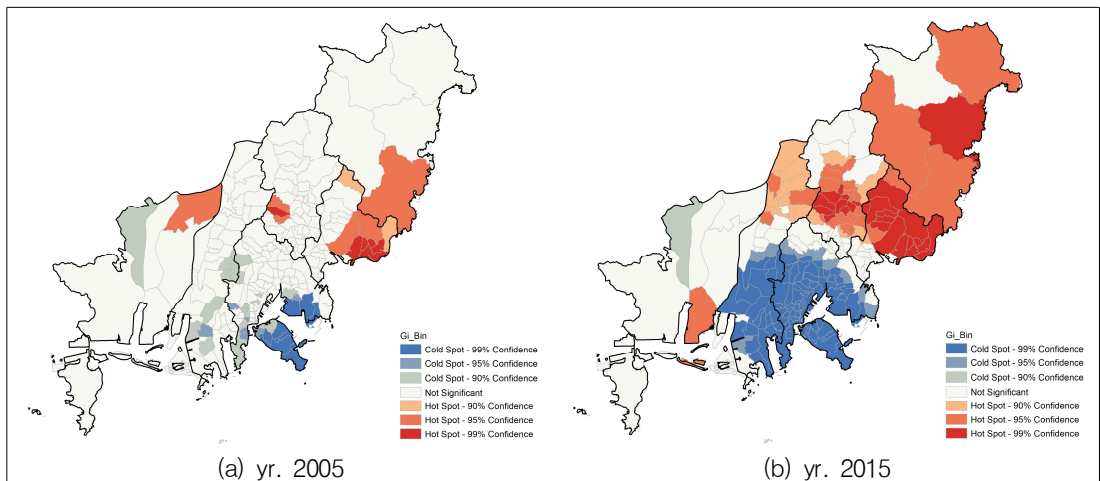 Gi_Bin
Cold Spot - 99% Confidence
Cold Spot - 95% Confidence
Cold Spot - 90% Confidence
Not Significant
Hot Spot - 90% Confidence
Hot Spot - 95% Confidence
Hot Spot - 99% Confidence
(a) yr. 2005
Gi_Bin
Cold Spot - 99% Confidence
Cold Spot - 95% Confidence
Cold Spot - 90% Confidence
Not Significant
Hot Spot - 90% Confidence
Hot Spot - 95% Confidence
Hot Spot - 99% Confidence
(b) yr. 2015